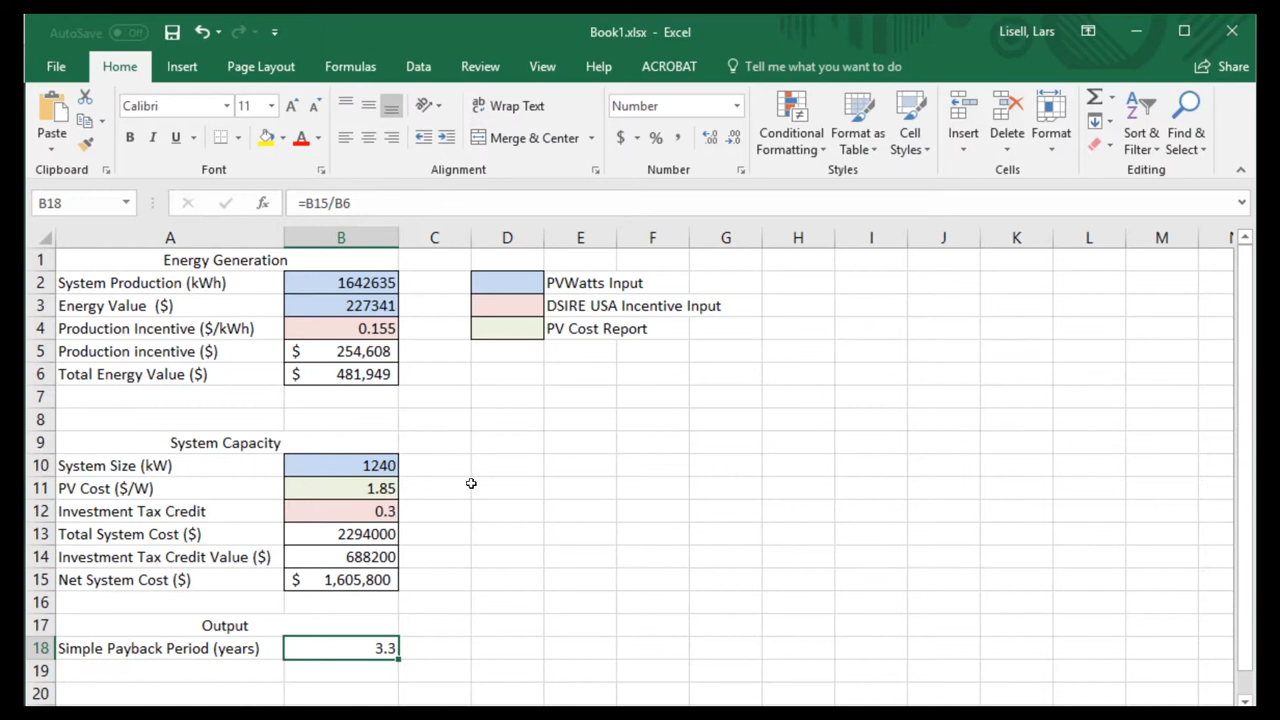 AutoSave Off Book1.xlsx - Excel Lisell, Lars
File Home Insert Page Layout Formulas Data Review View Help ACROBAT Tell me what you want to do Share
Paste Calibri 11 A A Wrap Text Number Conditional Formatting Format as Table Cell Styles Insert Delete Format Sort & Filter Find & Select
B I U A Merge & Center $ % ,
Clipboard Font Alignment Number Styles Cells Editing
B18 fx =B15/B6
A B C D E F G H I J K L M N
1 Energy Generation
2 System Production (kWh) 1642635 PVWatts Input
3 Energy Value ($) 227341 DSIRE USA Incentive Input
4 Production Incentive ($/kWh) 0.155 PV Cost Report
5 Production incentive ($) $ 254,608
6 Total Energy Value ($) $ 481,949
7
8
9 System Capacity
10 System Size (kW) 1240
11 PV Cost ($/W) 1.85
12 Investment Tax Credit 0.3
13 Total System Cost ($) 2294000
14 Investment Tax Credit Value ($) 688200
15 Net System Cost ($) $ 1,605,800
16
17 Output
18 Simple Payback Period (years) 3.3
19
20